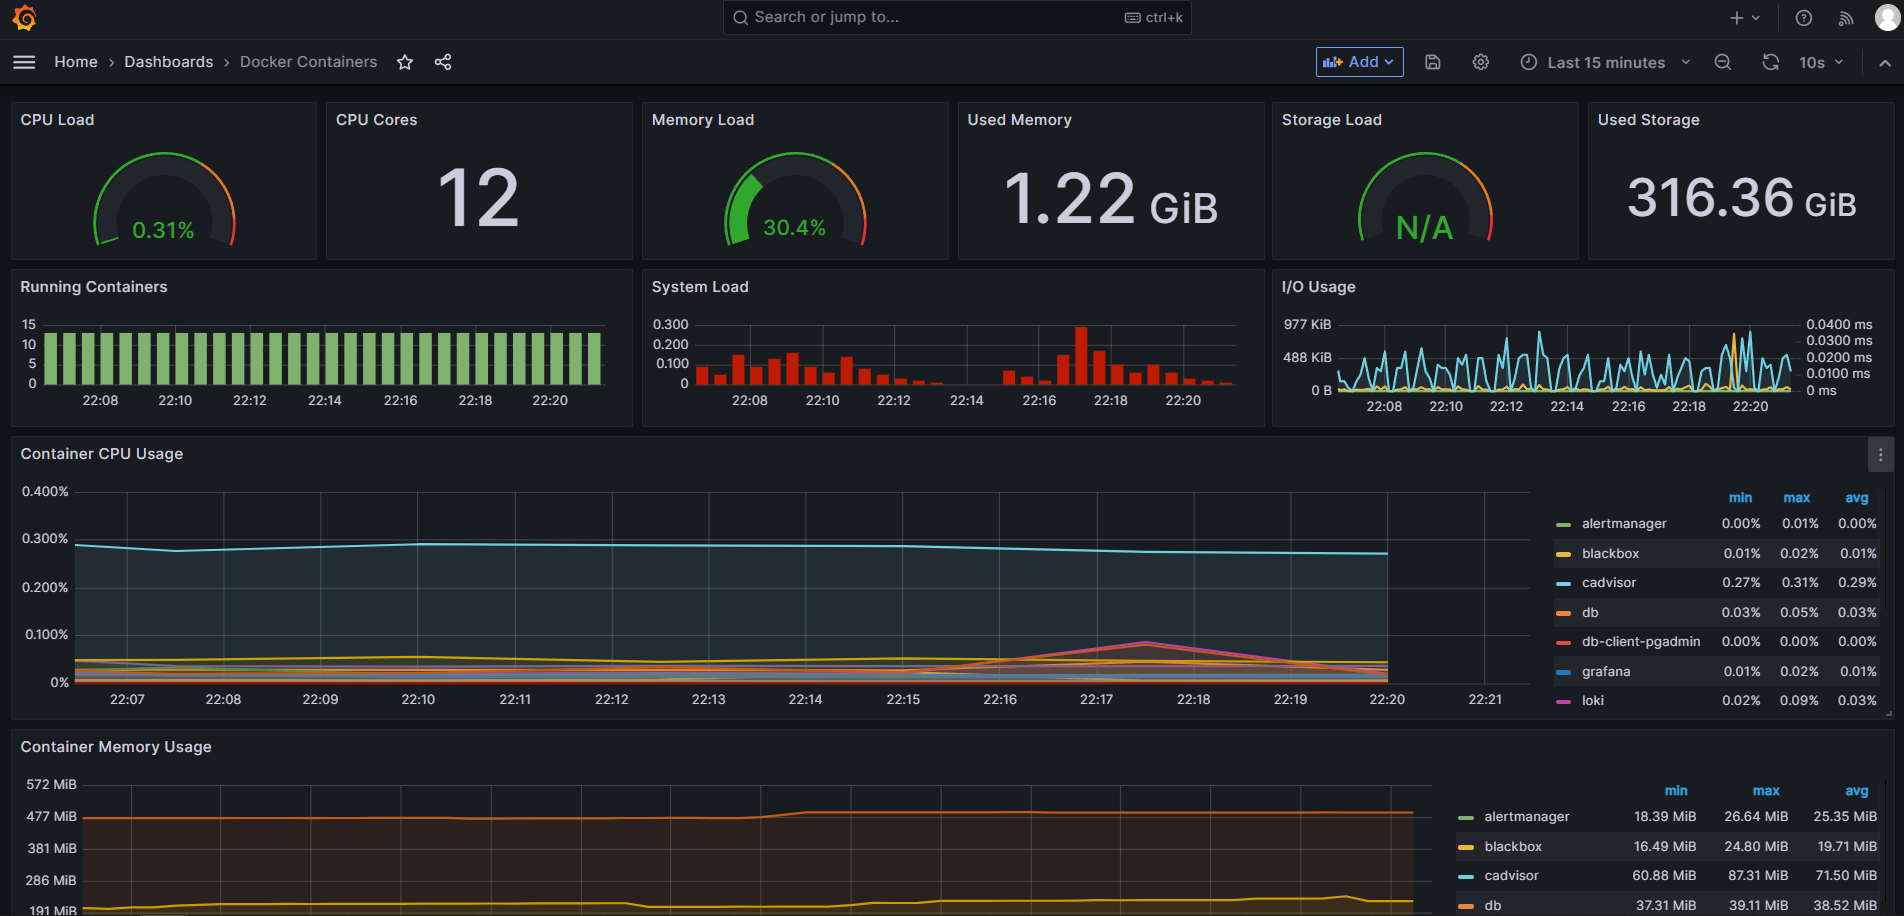 Search or jump to... ctrl+k
Home › Dashboards › Docker Containers Add Last 15 minutes 10s
CPU Load
0.31%
CPU Cores
12
Memory Load
30.4%
Used Memory
1.22 GiB
Storage Load
N/A
Used Storage
316.36 GiB
Running Containers
15
10
5
0
22:08 22:10 22:12 22:14 22:16 22:18 22:20
System Load
0.300
0.200
0.100
0
22:08 22:10 22:12 22:14 22:16 22:18 22:20
I/O Usage
977 KiB 0.0400 ms
0.0300 ms
488 KiB 0.0200 ms
0.0100 ms
0 B 0 ms
22:08 22:10 22:12 22:14 22:16 22:18 22:20
Container CPU Usage
0.400%
0.300%
0.200%
0.100%
0%
22:07 22:08 22:09 22:10 22:11 22:12 22:13 22:14 22:15 22:16 22:17 22:18 22:19 22:20 22:21
min max avg
alertmanager 0.00% 0.01% 0.00%
blackbox 0.01% 0.02% 0.01%
cadvisor 0.27% 0.31% 0.29%
db 0.03% 0.05% 0.03%
db-client-pgadmin 0.00% 0.00% 0.00%
grafana 0.01% 0.02% 0.01%
loki 0.02% 0.09% 0.03%
Container Memory Usage
572 MiB
477 MiB
381 MiB
286 MiB
191 MiB
min max avg
alertmanager 18.39 MiB 26.64 MiB 25.35 MiB
blackbox 16.49 MiB 24.80 MiB 19.71 MiB
cadvisor 60.88 MiB 87.31 MiB 71.50 MiB
db 37.31 MiB 39.11 MiB 38.52 MiB